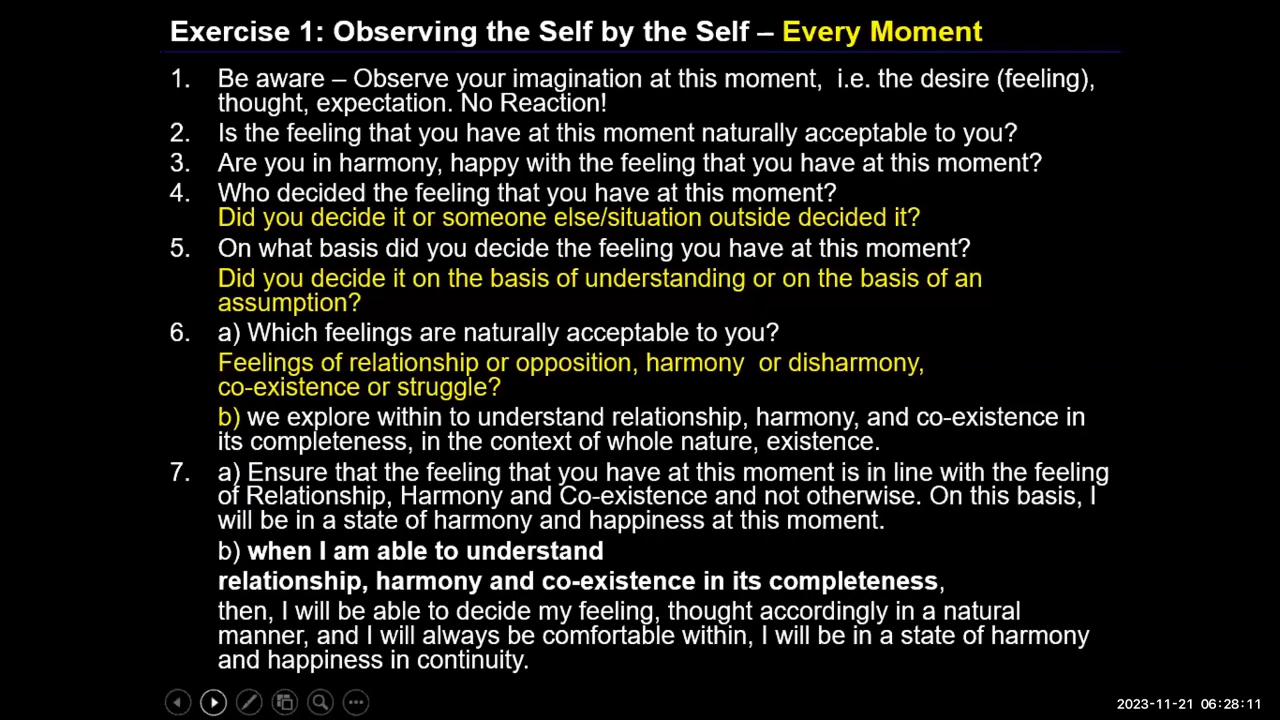 Exercise 1: Observing the Self by the Self – Every Moment
1. Be aware – Observe your imagination at this moment,  i.e. the desire (feeling),
thought, expectation. No Reaction!
2. Is the feeling that you have at this moment naturally acceptable to you?
3. Are you in harmony, happy with the feeling that you have at this moment?
4. Who decided the feeling that you have at this moment?
Did you decide it or someone else/situation outside decided it?
5. On what basis did you decide the feeling you have at this moment?
Did you decide it on the basis of understanding or on the basis of an
assumption?
6. a) Which feelings are naturally acceptable to you?
Feelings of relationship or opposition, harmony  or disharmony,
co-existence or struggle?
b) we explore within to understand relationship, harmony, and co-existence in
its completeness, in the context of whole nature, existence.
7. a) Ensure that the feeling that you have at this moment is in line with the feeling
of Relationship, Harmony and Co-existence and not otherwise. On this basis, I
will be in a state of harmony and happiness at this moment.
b) when I am able to understand
relationship, harmony and co-existence in its completeness,
then, I will be able to decide my feeling, thought accordingly in a natural
manner, and I will always be comfortable within, I will be in a state of harmony
and happiness in continuity.
2023-11-21 06:28:11